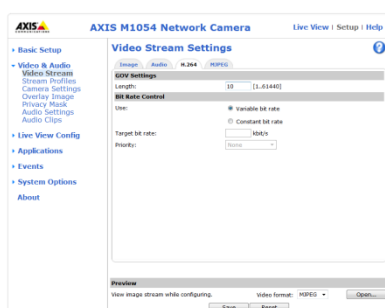 AXIS
COMMUNICATIONS
AXIS M1054 Network Camera
Live View | Setup | Help
Basic Setup
Video & Audio
Video Stream
Stream Profiles
Camera Settings
Overlay Image
Privacy Mask
Audio Settings
Audio Clips
Live View Config
Applications
Events
System Options
About
Video Stream Settings
?
Image
Audio
H.264
MJPEG
GOV Settings
Length: 10 [1..61440]
Bit Rate Control
Use: Variable bit rate
Constant bit rate
Target bit rate: kbit/s
Priority: None
Preview
View image stream while configuring. Video format: MJPEG Open...
Save Reset